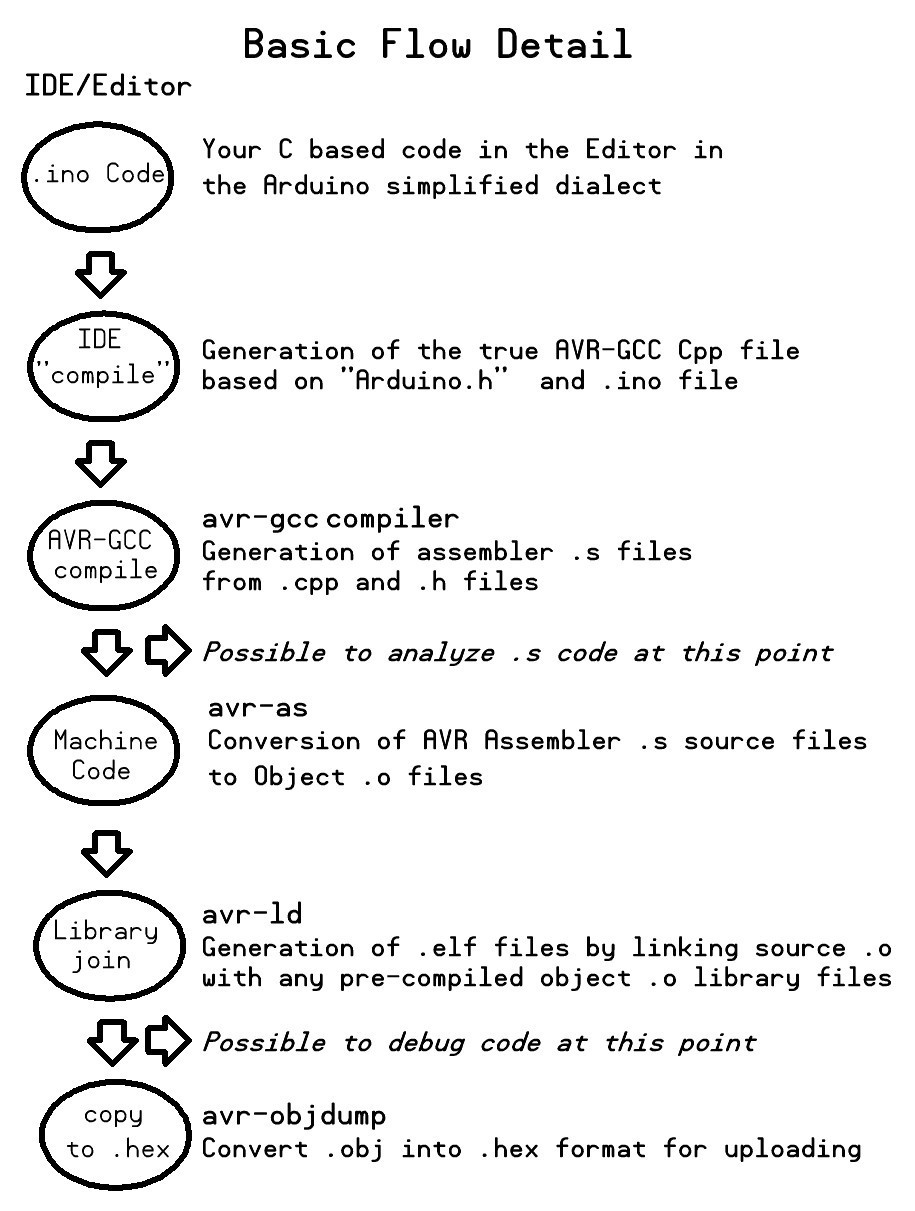 Basic Flow Detail
IDE/Editor
.ino Code
Your C based code in the Editor in
the Arduino simplified dialect
IDE
"compile"
Generation of the true AVR-GCC Cpp file
based on "Arduino.h" and .ino file
AVR-GCC
compile
avr-gcc compiler
Generation of assembler .s files
from .cpp and .h files
Possible to analyze .s code at this point
Machine
Code
avr-as
Conversion of AVR Assembler .s source files
to Object .o files
Library
join
avr-ld
Generation of .elf files by linking source .o
with any pre-compiled object .o library files
Possible to debug code at this point
copy
to .hex
avr-objdump
Convert .obj into .hex format for uploading